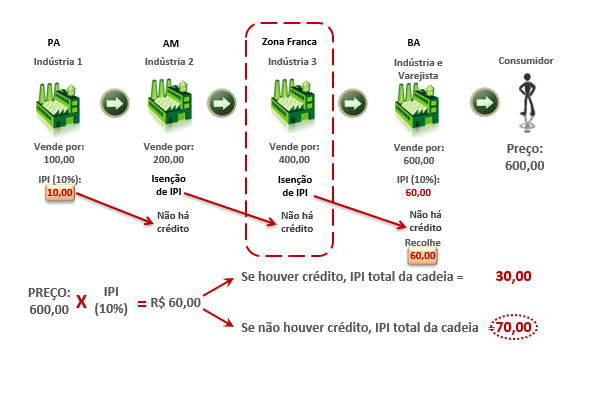 PA
Indústria 1
Vende por:
100,00
IPI (10%):
10,00
AM
Indústria 2
Vende por:
200,00
Isenção
de IPI
Não há
crédito
Zona Franca
Indústria 3
Vende por:
400,00
Isenção
de IPI
Não há
crédito
BA
Indústria e
Varejista
Vende por:
600,00
IPI (10%):
60,00
Não há
crédito
Recolhe
60,00
Consumidor
Preço:
600,00
PREÇO:
600,00
X
IPI
(10%)
= R$ 60,00
Se houver crédito, IPI total da cadeia = 30,00
Se não houver crédito, IPI total da cadeia = 70,00